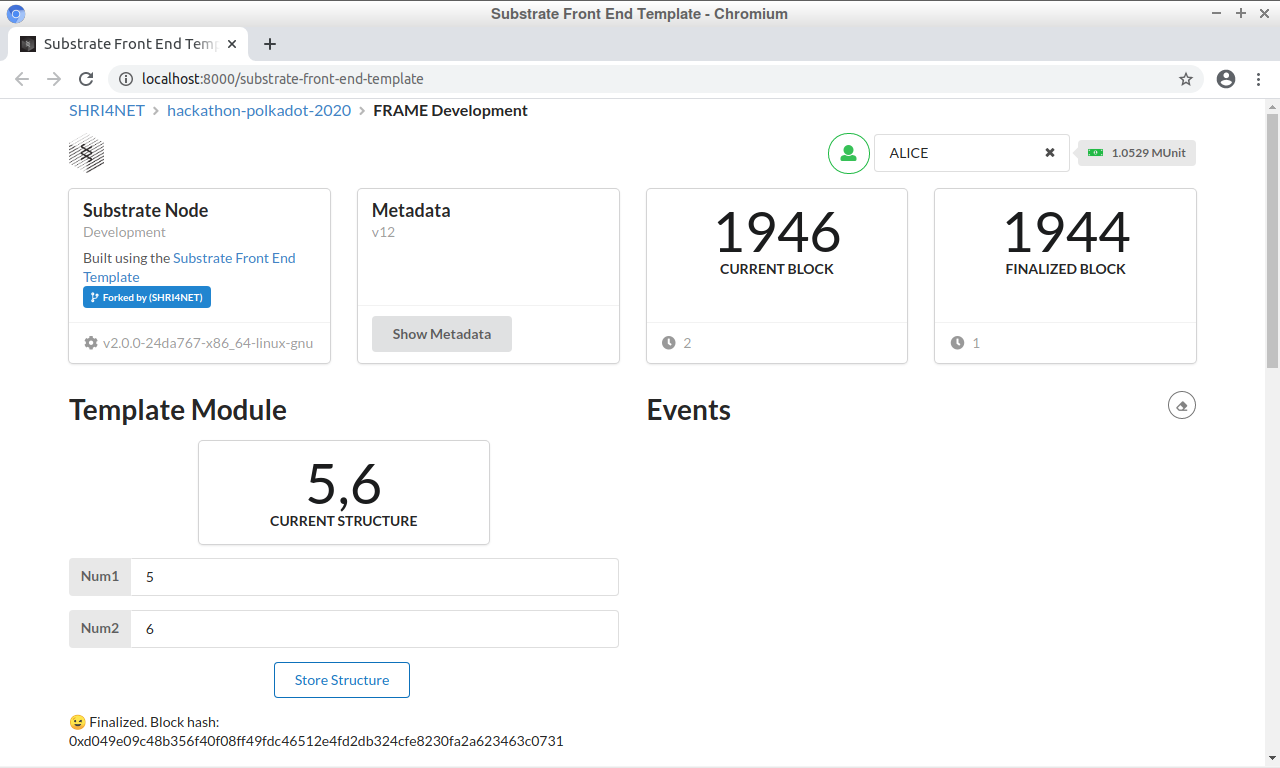 Substrate Front End Template - Chromium
Substrate Front End Temp
localhost:8000/substrate-front-end-template
SHRI4NET > hackathon-polkadot-2020 > FRAME Development
ALICE
1.0529 MUnit
Substrate Node
Development
Built using the Substrate Front End
Template
Forked by (SHRI4NET)
v2.0.0-24da767-x86_64-linux-gnu
Metadata
v12
Show Metadata
1946
CURRENT BLOCK
2
1944
FINALIZED BLOCK
1
Template Module
5,6
CURRENT STRUCTURE
Num1 5
Num2 6
Store Structure
😉 Finalized. Block hash:
0xd049e09c48b356f40f08ff49fdc46512e4fd2db324cfe8230fa2a623463c0731
Events